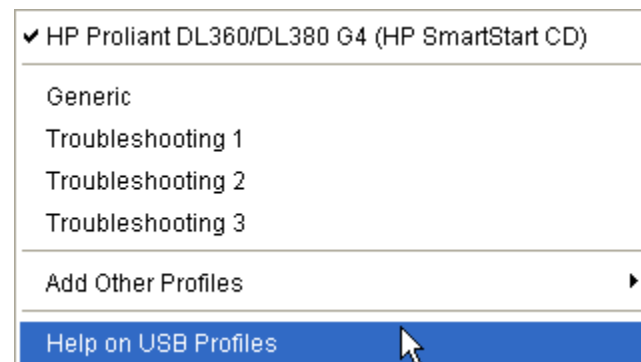 HP Proliant DL360/DL380 G4 (HP SmartStart CD)
Generic
Troubleshooting 1
Troubleshooting 2
Troubleshooting 3
Add Other Profiles
Help on USB Profiles